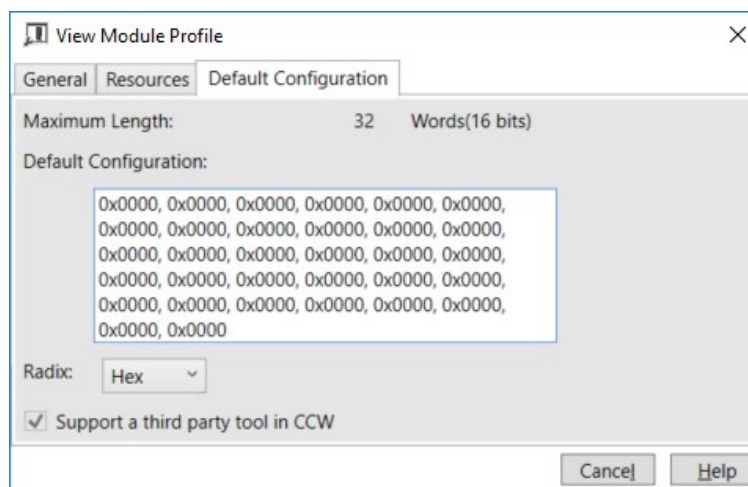 View Module Profile
General Resources Default Configuration
Maximum Length: 32 Words(16 bits)
Default Configuration:
0x0000, 0x0000, 0x0000, 0x0000, 0x0000, 0x0000,
0x0000, 0x0000, 0x0000, 0x0000, 0x0000, 0x0000,
0x0000, 0x0000, 0x0000, 0x0000, 0x0000, 0x0000,
0x0000, 0x0000, 0x0000, 0x0000, 0x0000, 0x0000,
0x0000, 0x0000, 0x0000, 0x0000, 0x0000, 0x0000,
0x0000, 0x0000
Radix: Hex
Support a third party tool in CCW
Cancel Help